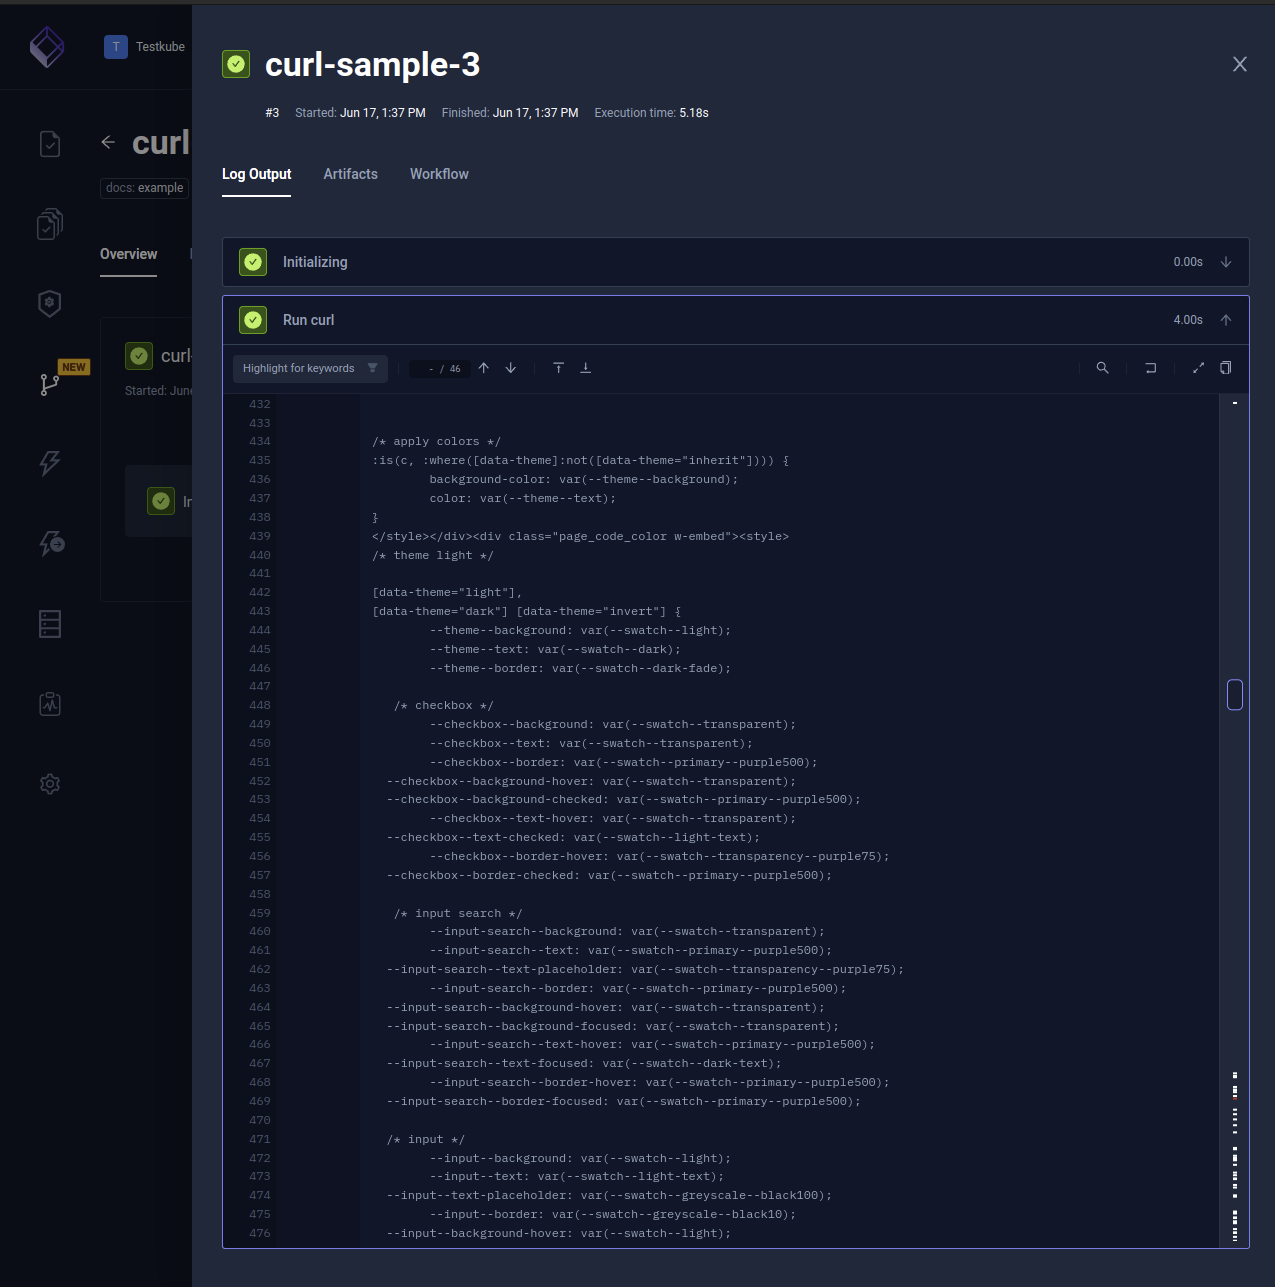 T Testkube
curl
docs: example
Overview
curl-
NEW
Started: June
In
curl-sample-3
#3 Started: Jun 17, 1:37 PM Finished: Jun 17, 1:37 PM Execution time: 5.18s
Log Output Artifacts Workflow
Initializing 0.00s
Run curl 4.00s
Highlight for keywords - / 46
432
433
434 /* apply colors */
435 :is(c, :where([data-theme]:not([data-theme="inherit"]))) {
436 background-color: var(--theme--background);
437 color: var(--theme--text);
438 }
439 </style></div><div class="page_code_color w-embed"><style>
440 /* theme light */
441
442 [data-theme="light"],
443 [data-theme="dark"] [data-theme="invert"] {
444 --theme--background: var(--swatch--light);
445 --theme--text: var(--swatch--dark);
446 --theme--border: var(--swatch--dark-fade);
447
448 /* checkbox */
449 --checkbox--background: var(--swatch--transparent);
450 --checkbox--text: var(--swatch--transparent);
451 --checkbox--border: var(--swatch--primary--purple500);
452 --checkbox--background-hover: var(--swatch--transparent);
453 --checkbox--background-checked: var(--swatch--primary--purple500);
454 --checkbox--text-hover: var(--swatch--transparent);
455 --checkbox--text-checked: var(--swatch--light-text);
456 --checkbox--border-hover: var(--swatch--transparency--purple75);
457 --checkbox--border-checked: var(--swatch--primary--purple500);
458
459 /* input search */
460 --input-search--background: var(--swatch--transparent);
461 --input-search--text: var(--swatch--primary--purple500);
462 --input-search--text-placeholder: var(--swatch--transparency--purple75);
463 --input-search--border: var(--swatch--primary--purple500);
464 --input-search--background-hover: var(--swatch--transparent);
465 --input-search--background-focused: var(--swatch--transparent);
466 --input-search--text-hover: var(--swatch--primary--purple500);
467 --input-search--text-focused: var(--swatch--dark-text);
468 --input-search--border-hover: var(--swatch--primary--purple500);
469 --input-search--border-focused: var(--swatch--primary--purple500);
470
471 /* input */
472 --input--background: var(--swatch--light);
473 --input--text: var(--swatch--light-text);
474 --input--text-placeholder: var(--swatch--greyscale--black100);
475 --input--border: var(--swatch--greyscale--black10);
476 --input--background-hover: var(--swatch--light);